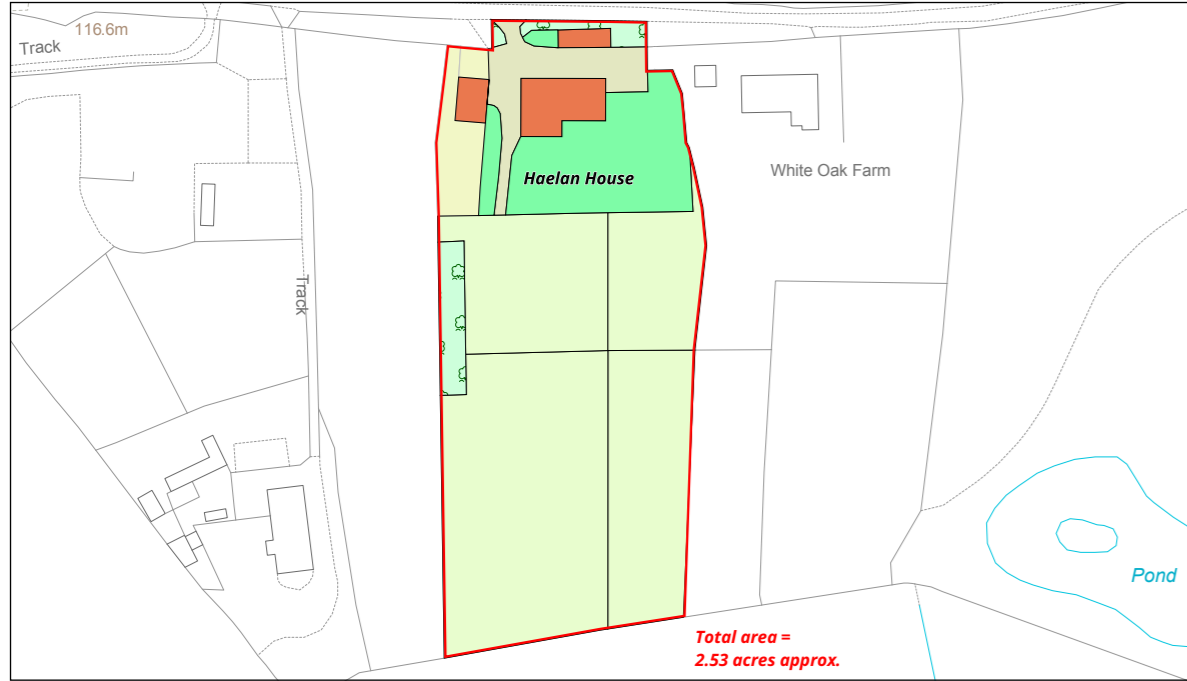 116.6m
Track
Haelan House
White Oak Farm
Track
Pond
Total area =
2.53 acres approx.